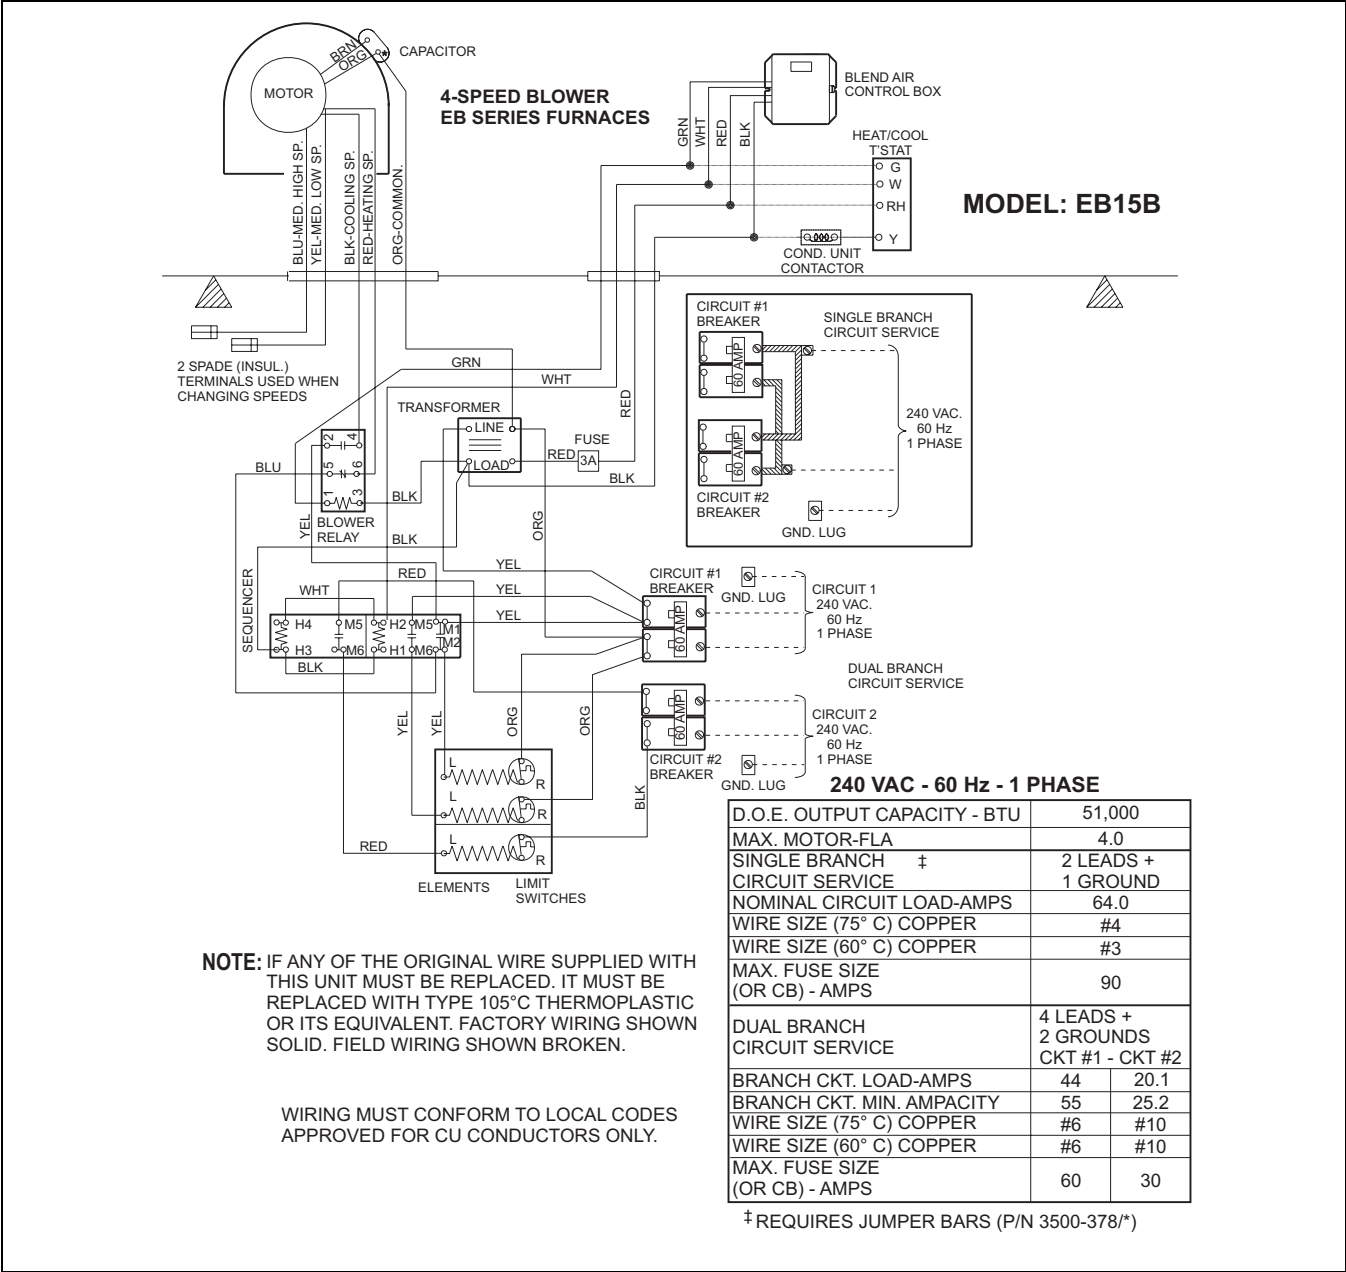 BRN
ORG
CAPACITOR
MOTOR
4-SPEED BLOWER
EB SERIES FURNACES
BLEND AIR
CONTROL BOX
HEAT/COOL
T'STAT
GRN
WHT
RED
BLK
G
W
RH
Y
MODEL: EB15B
COND. UNIT
CONTACTOR
BLU-MED. HIGH SP.
YEL-MED. LOW SP.
BLK-COOLING SP.
RED-HEATING SP.
ORG-COMMON.
2 SPADE (INSUL.)
TERMINALS USED WHEN
CHANGING SPEEDS
CIRCUIT #1
BREAKER
SINGLE BRANCH
CIRCUIT SERVICE
60 AMP
60 AMP
240 VAC.
60 Hz
1 PHASE
CIRCUIT #2
BREAKER
GND. LUG
GRN
WHT
RED
TRANSFORMER
LINE
LOAD
RED
FUSE
3A
BLK
2
4
5
6
1
3
BLU
BLK
BLOWER
RELAY
YEL
BLK
ORG
YEL
RED
YEL
YEL
SEQUENCER
WHT
H4
M5
H2
M5
M1
M2
H3
M6
H1
M6
BLK
CIRCUIT #1
BREAKER
60 AMP
GND. LUG
CIRCUIT 1
240 VAC.
60 Hz
1 PHASE
DUAL BRANCH
CIRCUIT SERVICE
60 AMP
CIRCUIT 2
240 VAC.
60 Hz
1 PHASE
CIRCUIT #2
BREAKER
GND. LUG
YEL
YEL
ORG
ORG
BLK
L
R
L
R
L
R
RED
ELEMENTS
LIMIT
SWITCHES
240 VAC - 60 Hz - 1 PHASE
D.O.E. OUTPUT CAPACITY - BTU 51,000
MAX. MOTOR-FLA 4.0
SINGLE BRANCH ‡ 2 LEADS +
CIRCUIT SERVICE 1 GROUND
NOMINAL CIRCUIT LOAD-AMPS 64.0
WIRE SIZE (75° C) COPPER #4
WIRE SIZE (60° C) COPPER #3
MAX. FUSE SIZE
(OR CB) - AMPS 90
DUAL BRANCH
CIRCUIT SERVICE
4 LEADS +
2 GROUNDS
CKT #1 - CKT #2
BRANCH CKT. LOAD-AMPS 44 20.1
BRANCH CKT. MIN. AMPACITY 55 25.2
WIRE SIZE (75° C) COPPER #6 #10
WIRE SIZE (60° C) COPPER #6 #10
MAX. FUSE SIZE
(OR CB) - AMPS 60 30
‡ REQUIRES JUMPER BARS (P/N 3500-378/*)
NOTE: IF ANY OF THE ORIGINAL WIRE SUPPLIED WITH
THIS UNIT MUST BE REPLACED. IT MUST BE
REPLACED WITH TYPE 105°C THERMOPLASTIC
OR ITS EQUIVALENT. FACTORY WIRING SHOWN
SOLID. FIELD WIRING SHOWN BROKEN.
WIRING MUST CONFORM TO LOCAL CODES
APPROVED FOR CU CONDUCTORS ONLY.